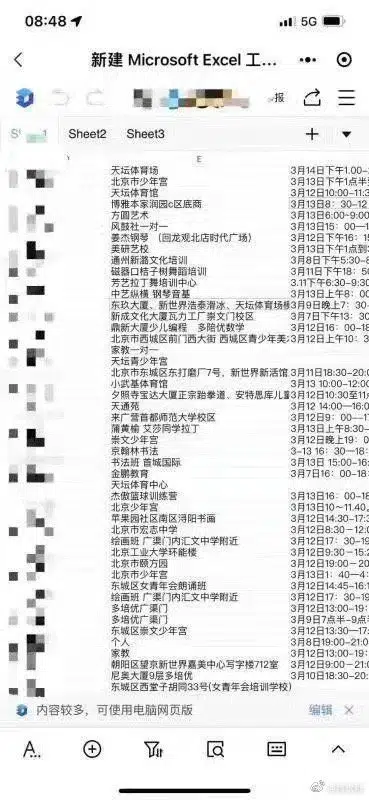 08:48
5G
新建 Microsoft Excel 工...
报
Sheet2
Sheet3
E
天坛体育场 3月14日下午1.00-
北京市少年宫 3月13日下午1点半
天坛体育馆 3月12日10:00-11:3
博雅本家润园c区底商 3月13日8:30-12
方圆艺术 3月13日6:00~9:00
风鼓社一对一 3月13日15:00—1
姜杰钢琴 （回龙观北店时代广场） 3月12日下午16:15
美研艺校 3月13日下午1点到
通州新潞文化培训 3月8日下午5:30-8
磁器口桔子树舞蹈培训 3月11日下午18:50
芳艺拉丁舞培训中心 3.11下午6:30-9:30
中艺纵横 钢琴音基 3月13日上午8:00
东玖大厦、新世界浩泰滑冰、天坛体育场 3月9日晚上7:30
新成文化大厦瓦力工厂崇文门校区 3月7日下午13:30
鼎新大厦少儿编程 多陪优数学 3月12日16:00-18
北京市西城区前门西大街 西城区青少年美 3月12日上午10:3
家教一对一
天坛青少年宫
北京市东城区东打磨厂7号，新世界新活馆 3月11日18:30-20:
小武基体育馆 3月13 10:00-12:00
夕照寺宝达大厦正宗跆拳道、安特思库儿 3月12日10:30至11
天通苑 3月12日16:00-17
来广营首都师范大学校区 3月12日9:00—17
蒲黄榆 艾莎同学拉丁 3月13日上午8:30-
崇文少年宫 3月12日晚上19:0
京翰林书法 3-13 16:30—18:
书法班 首城国际 3月13日 15:00-16:
金鹏教育 3月7日16:00-18:
天坛体育中心
杰傲篮球训练营 3月13日16:00-18
北京少年宫 3月13日10~11.40。
苹果园社区南区浔阳书画 3月12日14:30-17:3
北京市宏志中学 3月12日8:30-12:0
绘画班 广渠门内汇文中学附近 3月12日17:30-19
北京工业大学环能楼 3月12日9:30~15:2
北京市颐方园 3月12日19:00~20
北京市少年宫 3月13日1:40—4:
东城区女青年会朗诵班 3月12日14:45-16:1
绘画班 广渠门内汇文中学附近 3月12日17:30-19
多培优广渠门 3月12日13:00-19:
多培优广渠门 3月9日7点半-9点
东城区崇文少年宫 3月12日13:30—17:
个人 3月8日19:00-21:0
家教 3月12日13:00-19:
朝阳区望京新世界嘉美中心写字楼712室 3月12日9:00－21:
尼奥大厦9层多培优 3月10日18:30-20:
东城区西堂子胡同33号(女青年会培训学校)
内容较多，可使用电脑网页版
编辑